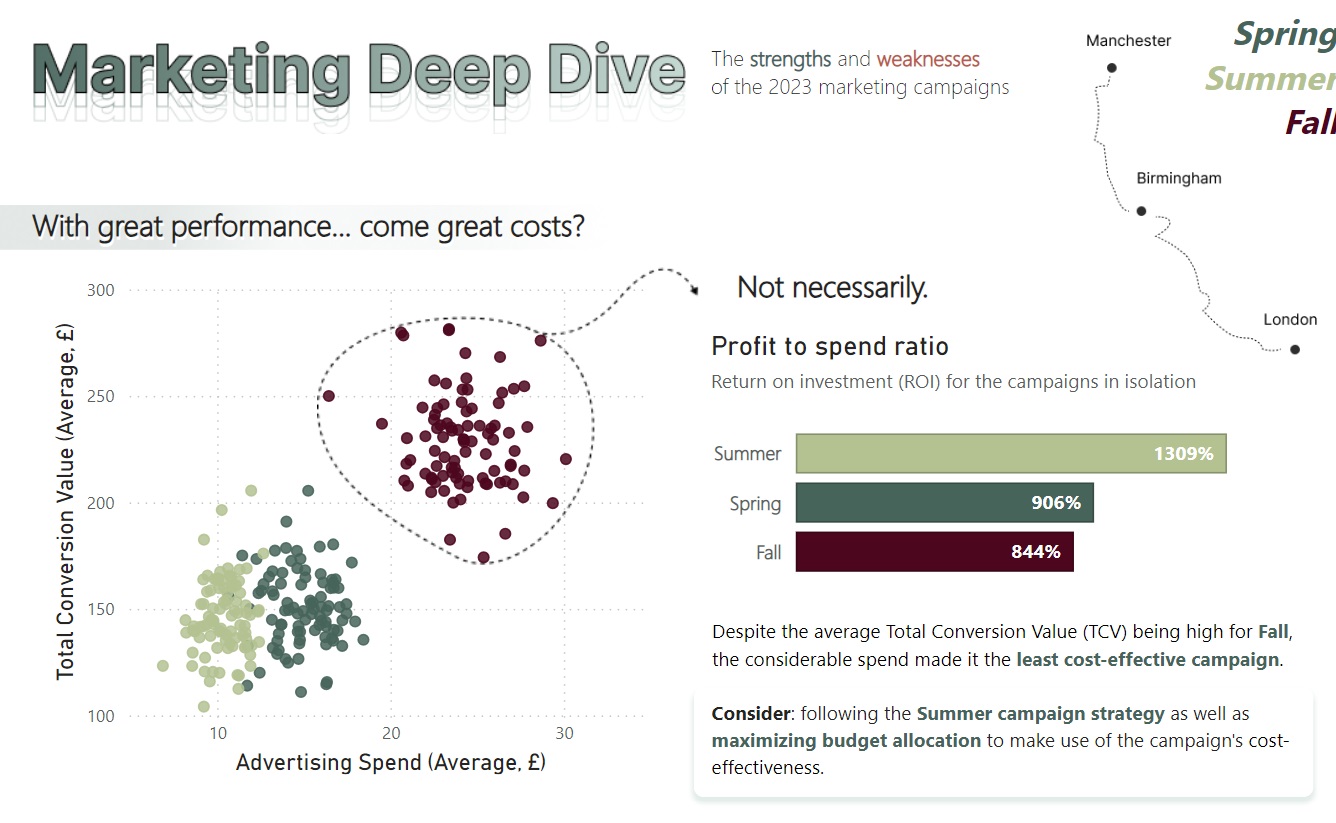 Marketing Deep Dive
The strengths and weaknesses
of the 2023 marketing campaigns
Manchester
Birmingham
London
Spring
Summer
Fall
With great performance... come great costs?
Total Conversion Value (Average, £)
300
250
200
150
100
10
20
30
Advertising Spend (Average, £)
Not necessarily.
Profit to spend ratio
Return on investment (ROI) for the campaigns in isolation
Summer 1309%
Spring 906%
Fall 844%
Despite the average Total Conversion Value (TCV) being high for Fall,
the considerable spend made it the least cost-effective campaign.
Consider: following the Summer campaign strategy as well as
maximizing budget allocation to make use of the campaign's cost-
effectiveness.